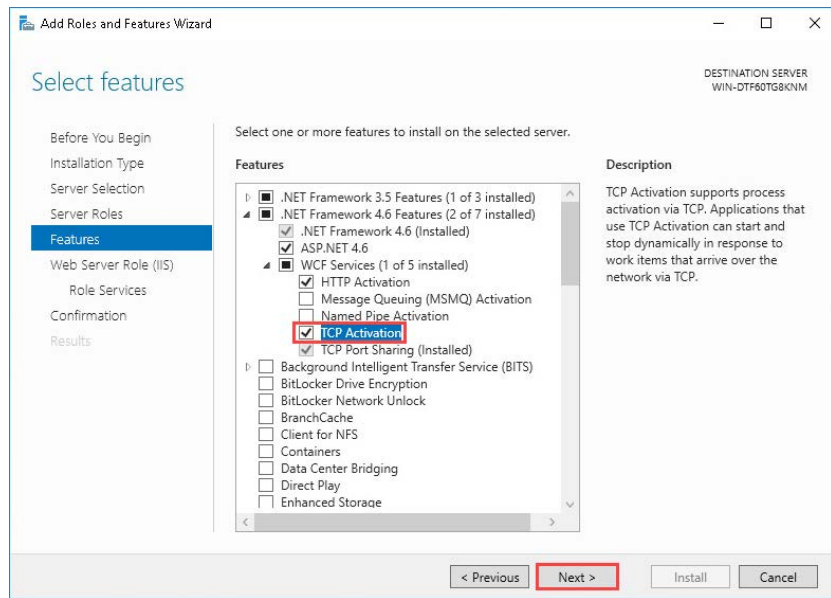 Add Roles and Features Wizard
Select features
DESTINATION SERVER
WIN-DTF60TG8KNM
Before You Begin
Installation Type
Server Selection
Server Roles
Features
Web Server Role (IIS)
Role Services
Confirmation
Results
Select one or more features to install on the selected server.
Features
.NET Framework 3.5 Features (1 of 3 installed)
.NET Framework 4.6 Features (2 of 7 installed)
.NET Framework 4.6 (Installed)
ASP.NET 4.6
WCF Services (1 of 5 installed)
HTTP Activation
Message Queuing (MSMQ) Activation
Named Pipe Activation
TCP Activation
TCP Port Sharing (Installed)
Background Intelligent Transfer Service (BITS)
BitLocker Drive Encryption
BitLocker Network Unlock
BranchCache
Client for NFS
Containers
Data Center Bridging
Direct Play
Enhanced Storage
Description
TCP Activation supports process
activation via TCP. Applications that
use TCP Activation can start and
stop dynamically in response to
work items that arrive over the
network via TCP.
< Previous
Next >
Install
Cancel